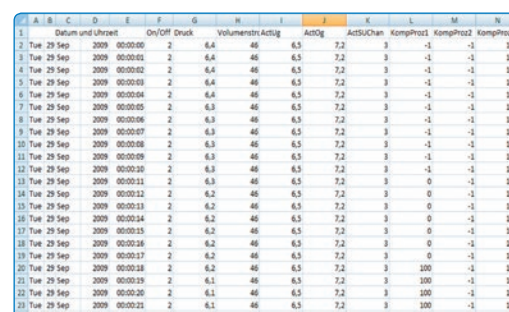 A B C D E F G H I J K L M N
1 Datum und Uhrzeit On/Off Druck Volumenstr ActUg ActOg ActSUChan KompProz1 KompProz2 KompProz
2 Tue 29 Sep 2009 00:00:00 2 6,4 46 6,5 7,2 3 -1 -1 1
3 Tue 29 Sep 2009 00:00:01 2 6,4 46 6,5 7,2 3 -1 -1 1
4 Tue 29 Sep 2009 00:00:02 2 6,4 46 6,5 7,2 3 -1 -1 1
5 Tue 29 Sep 2009 00:00:03 2 6,4 46 6,5 7,2 3 -1 -1 1
6 Tue 29 Sep 2009 00:00:04 2 6,4 46 6,5 7,2 3 -1 -1 1
7 Tue 29 Sep 2009 00:00:05 2 6,3 46 6,5 7,2 3 -1 -1 1
8 Tue 29 Sep 2009 00:00:06 2 6,3 46 6,5 7,2 3 -1 -1 1
9 Tue 29 Sep 2009 00:00:07 2 6,3 46 6,5 7,2 3 -1 -1 1
10 Tue 29 Sep 2009 00:00:08 2 6,3 46 6,5 7,2 3 -1 -1 1
11 Tue 29 Sep 2009 00:00:09 2 6,3 46 6,5 7,2 3 -1 -1 1
12 Tue 29 Sep 2009 00:00:10 2 6,3 46 6,5 7,2 3 -1 -1 1
13 Tue 29 Sep 2009 00:00:11 2 6,3 46 6,5 7,2 3 0 -1 1
14 Tue 29 Sep 2009 00:00:12 2 6,2 46 6,5 7,2 3 0 -1 1
15 Tue 29 Sep 2009 00:00:13 2 6,2 46 6,5 7,2 3 0 -1 1
16 Tue 29 Sep 2009 00:00:14 2 6,2 46 6,5 7,2 3 0 -1 1
17 Tue 29 Sep 2009 00:00:15 2 6,2 46 6,5 7,2 3 0 -1 1
18 Tue 29 Sep 2009 00:00:16 2 6,2 46 6,5 7,2 3 0 -1 1
19 Tue 29 Sep 2009 00:00:17 2 6,2 46 6,5 7,2 3 0 -1 1
20 Tue 29 Sep 2009 00:00:18 2 6,2 46 6,5 7,2 3 100 -1 1
21 Tue 29 Sep 2009 00:00:19 2 6,1 46 6,5 7,2 3 100 -1 1
22 Tue 29 Sep 2009 00:00:20 2 6,1 46 6,5 7,2 3 100 -1 1
23 Tue 29 Sep 2009 00:00:21 2 6,1 46 6,5 7,2 3 100 -1 1